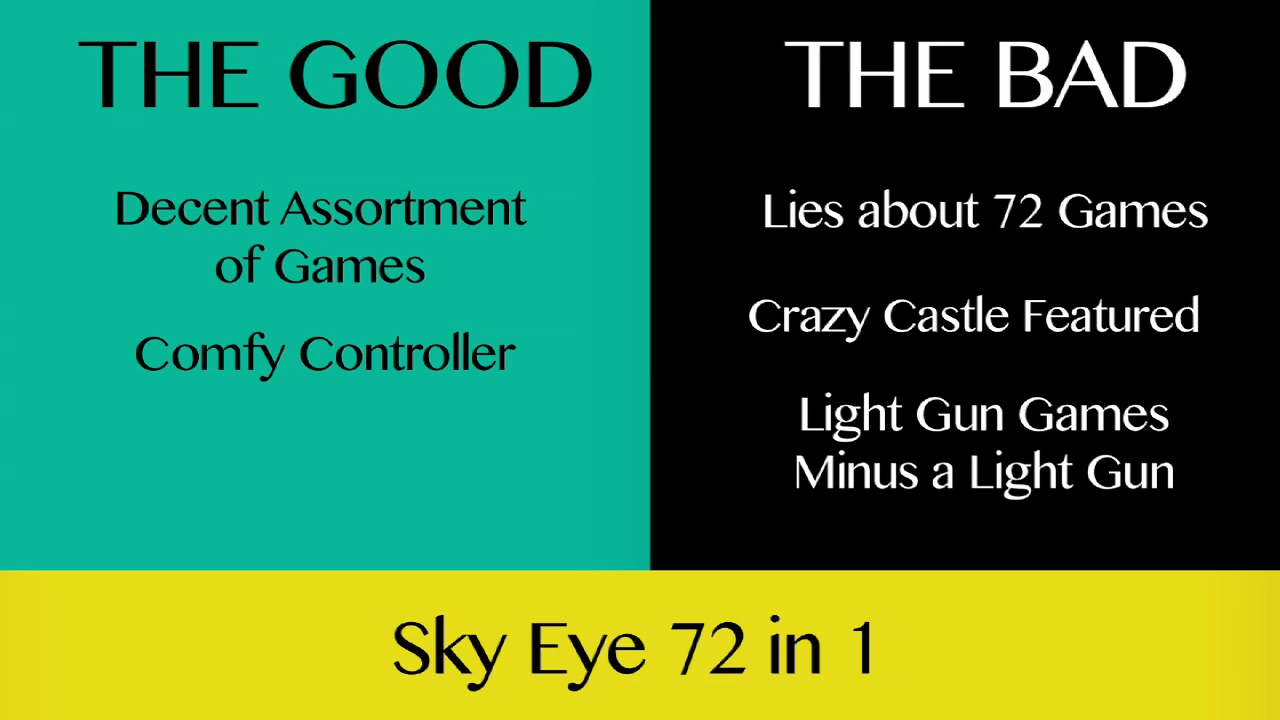 THE GOOD
Decent Assortment
of Games
Comfy Controller
THE BAD
Lies about 72 Games
Crazy Castle Featured
Light Gun Games
Minus a Light Gun
Sky Eye 72 in 1